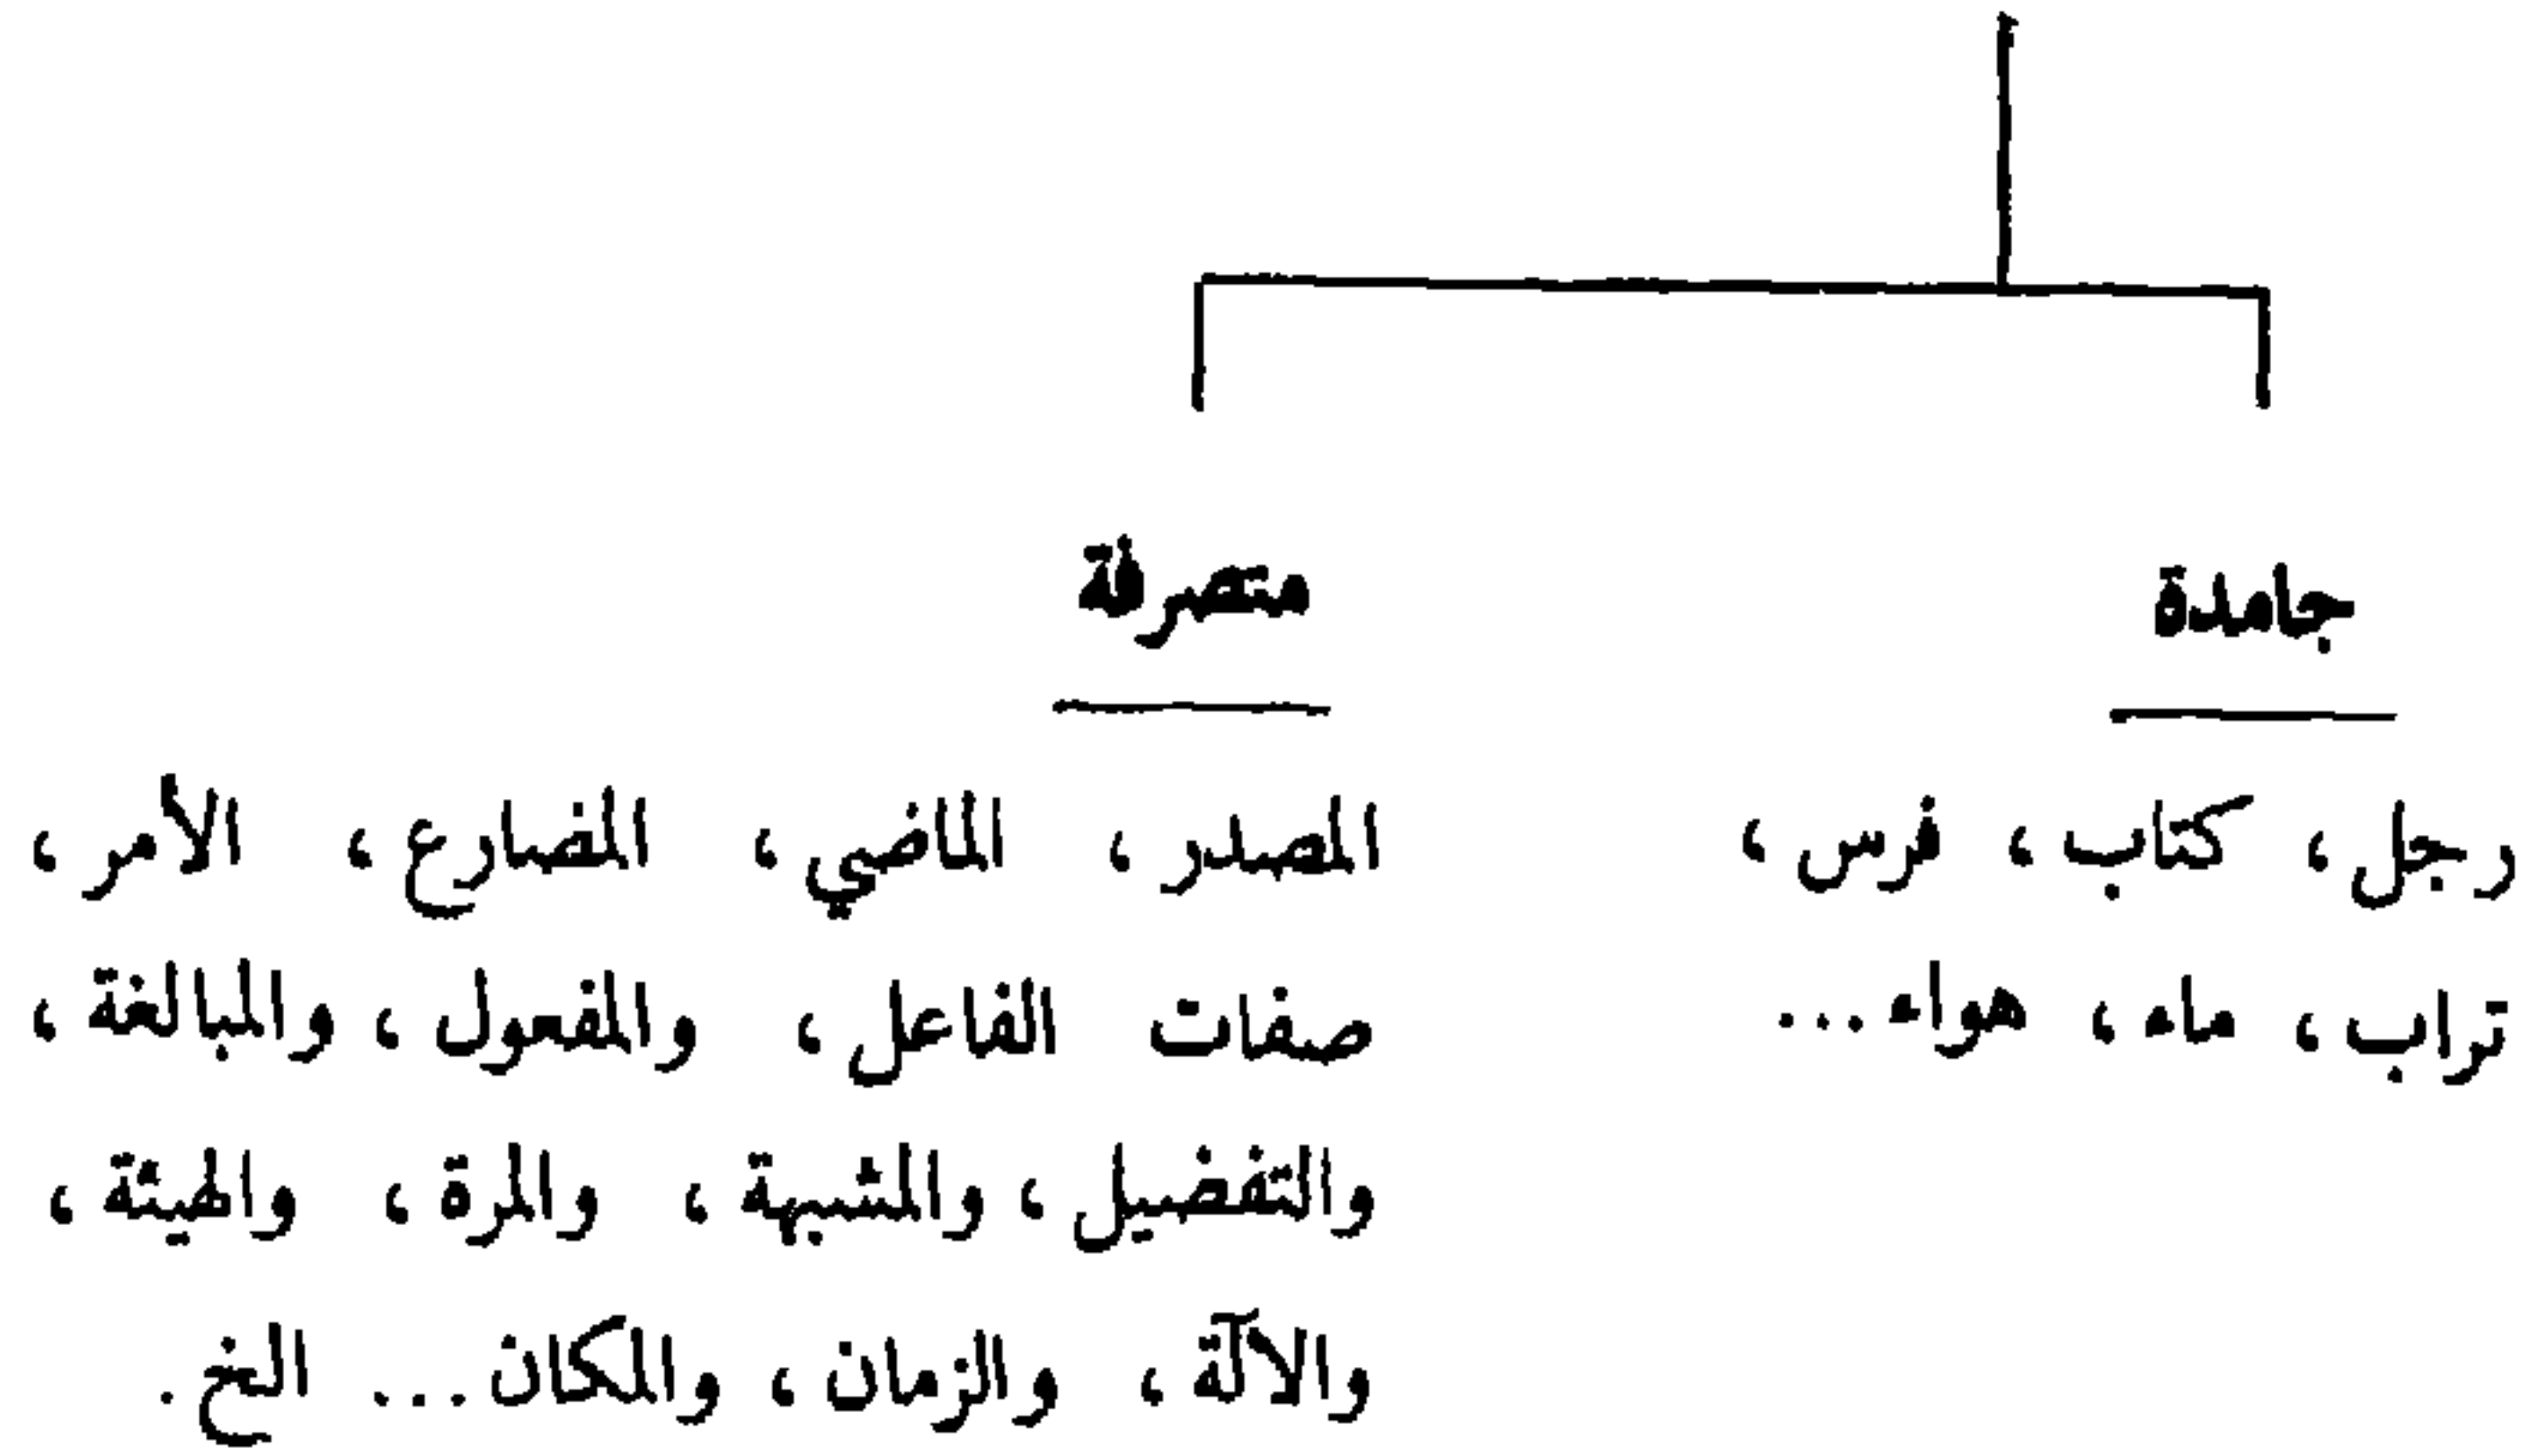 جامدة
رجل، كتاب، فرس،
تراب، ماء، هواء...
متصرفة
المصدر، الماضي، المضارع، الأمر،
صفات الفاعل، والمفعول، والمبالغة،
والتفضيل، والمشبهة، والمرة، والهيئة،
والآلة، والزمان، والمكان... الخ.